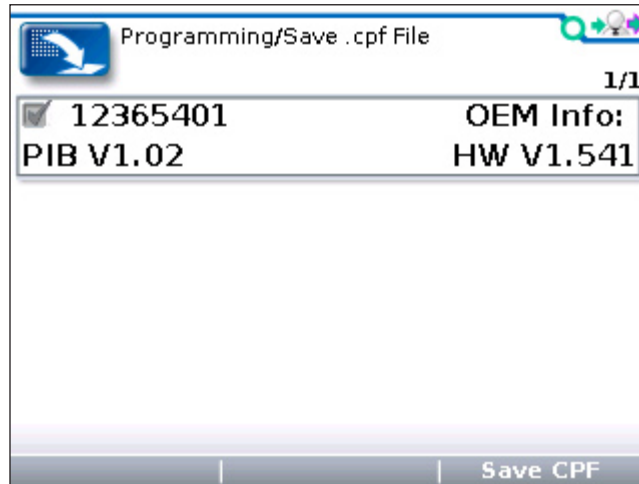 Programming/Save .cpf File
1/1
12365401 OEM Info:
PIB V1.02 HW V1.541
Save CPF